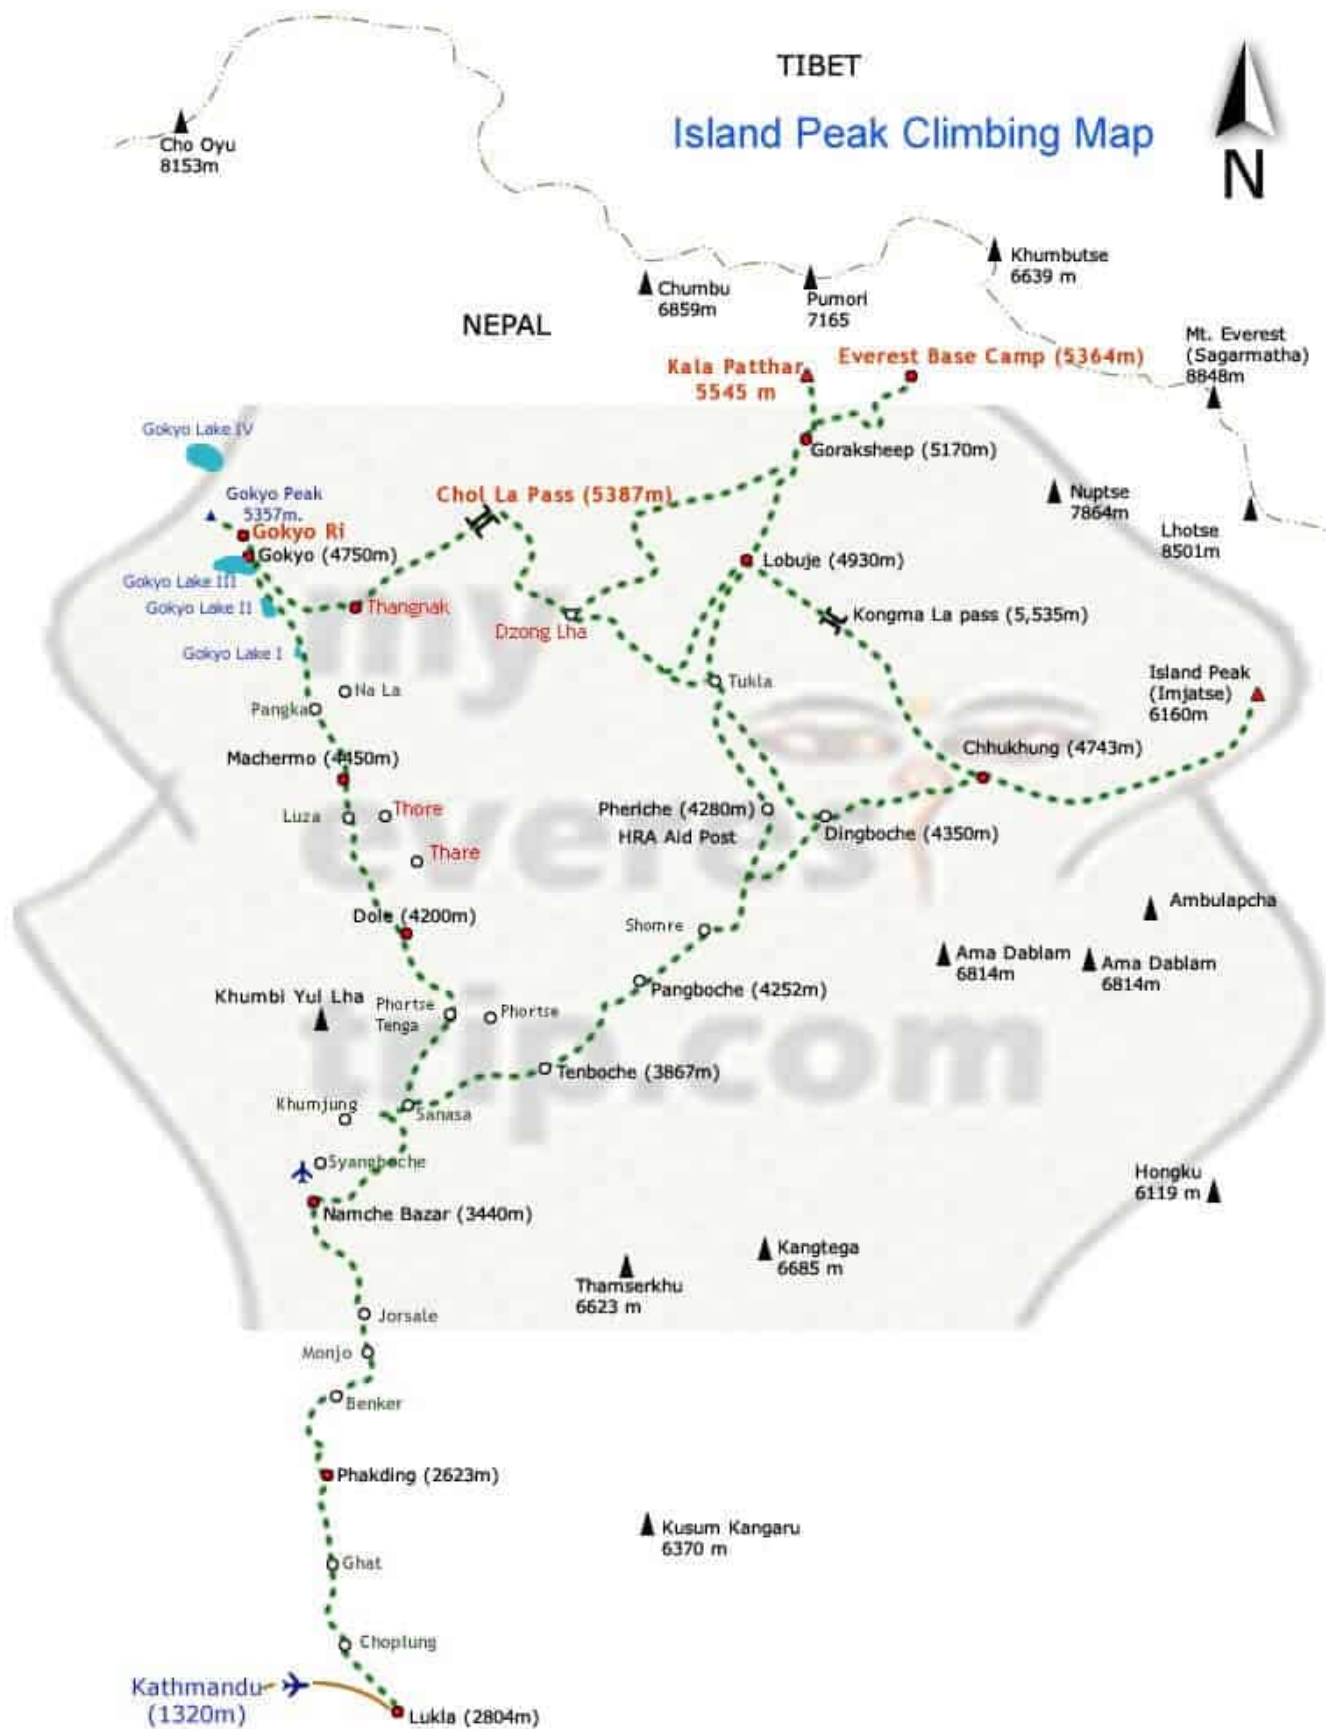 TIBET
Island Peak Climbing Map
N
Cho Oyu
8153m
Khumbutse
6639 m
Chumbu
6859m
Pumori
7165
NEPAL
Mt. Everest
(Sagarmatha)
8848m
Kala Patthar
5545 m
Everest Base Camp (5364m)
Gokyo Lake IV
Goraksheep (5170m)
Gokyo Peak
5357m.
Chol La Pass (5387m)
Nuptse
7864m
Lhotse
8501m
Gokyo Ri
Gokyo (4750m)
Lobuje (4930m)
Gokyo Lake III
Gokyo Lake II
Thangnak
Kongma La pass (5,535m)
Dzong Lha
Gokyo Lake I
my
everes
trip.com
Tukla
Island Peak
(Imjatse)
6160m
Na La
Pangka
Chhukhung (4743m)
Machermo (4450m)
Luza
Thore
Pheriche (4280m)
HRA Aid Post
Dingboche (4350m)
Thare
Ambulapcha
Dole (4200m)
Shomre
Ama Dablam
6814m
Ama Dablam
6814m
Khumbi Yul Lha
Pangboche (4252m)
Phortse
Tenga
Phortse
Tenboche (3867m)
Khumjung
Sanasa
Syangboche
Hongku
6119 m
Namche Bazar (3440m)
Kangtega
6685 m
Thamserkhu
6623 m
Jorsale
Monjo
Benker
Phakding (2623m)
Kusum Kangaru
6370 m
Ghat
Choplung
Kathmandu
(1320m)
Lukla (2804m)